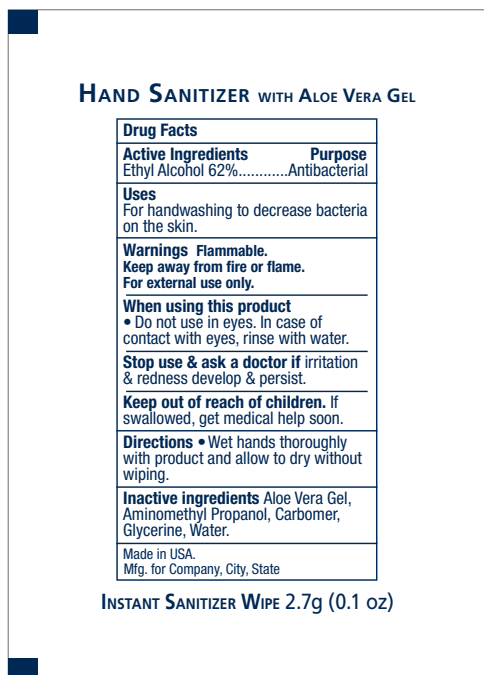 HAND SANITIZER WITH ALOE VERA GEL
Drug Facts
Active Ingredients Purpose
Ethyl Alcohol 62%............Antibacterial
Uses
For handwashing to decrease bacteria
on the skin.
Warnings Flammable.
Keep away from fire or flame.
For external use only.
When using this product
• Do not use in eyes. In case of
contact with eyes, rinse with water.
Stop use & ask a doctor if irritation
& redness develop & persist.
Keep out of reach of children. If
swallowed, get medical help soon.
Directions • Wet hands thoroughly
with product and allow to dry without
wiping.
Inactive ingredients Aloe Vera Gel,
Aminomethyl Propanol, Carbomer,
Glycerine, Water.
Made in USA.
Mfg. for Company, City, State
INSTANT SANITIZER WIPE 2.7g (0.1 oz)